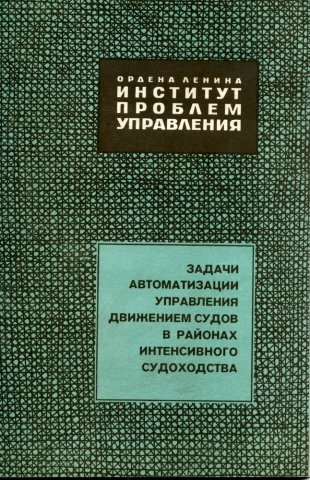 ОРДЕНА ЛЕНИНА
ИНСТИТУТ
ПРОБЛЕМ
УПРАВЛЕНИЯ
ЗАДАЧИ
АВТОМАТИЗАЦИИ
УПРАВЛЕНИЯ
ДВИЖЕНИЕМ СУДОВ
В РАЙОНАХ
ИНТЕНСИВНОГО
СУДОХОДСТВА